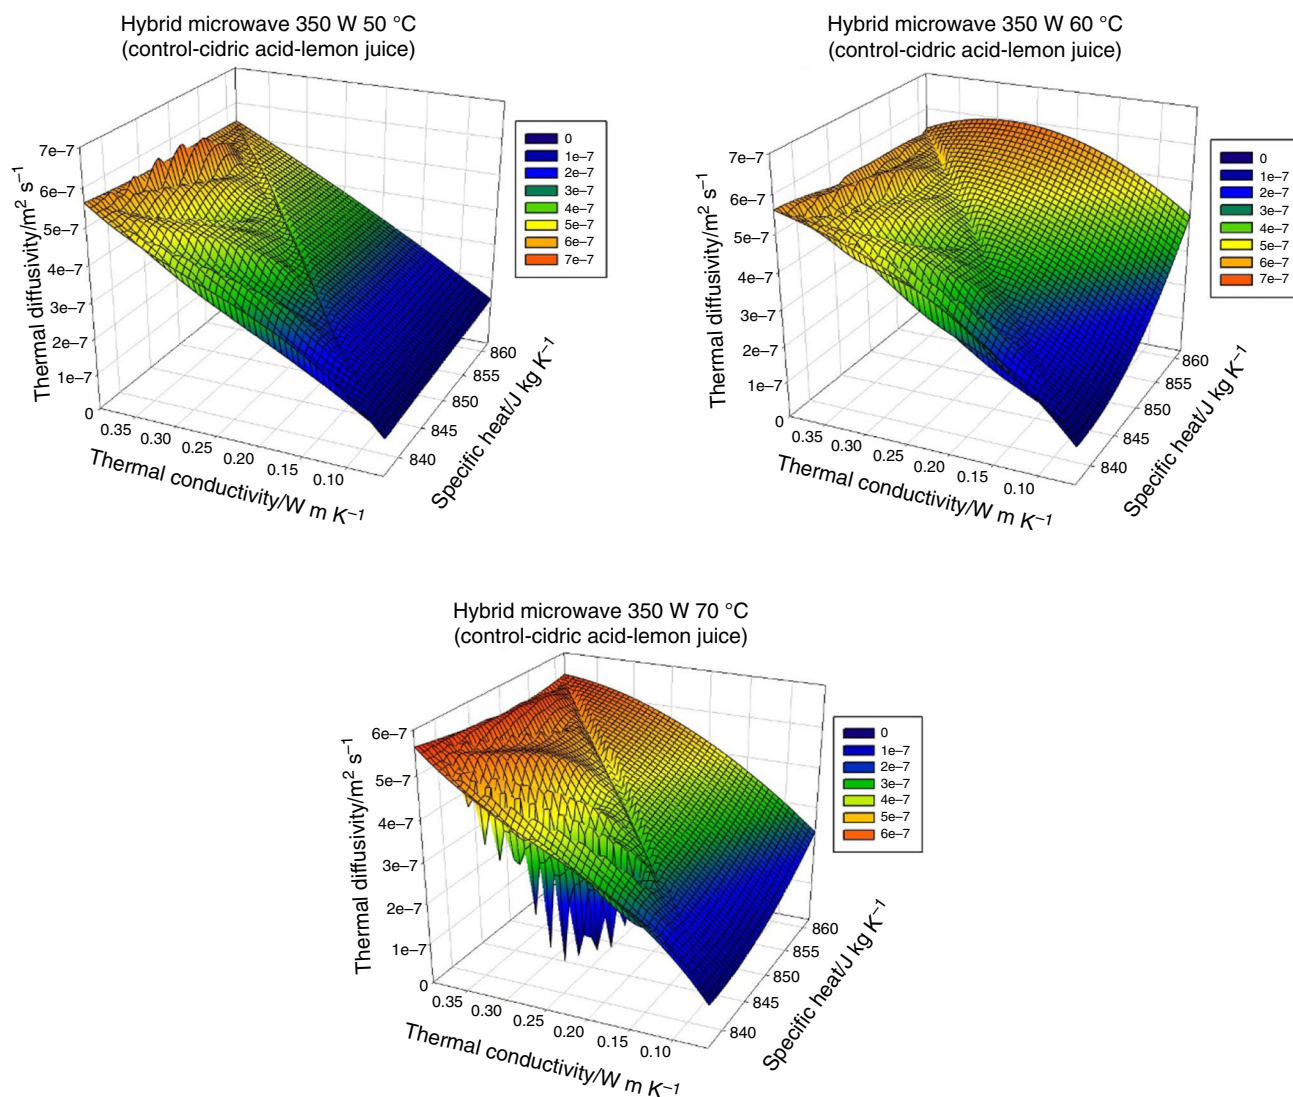 Hybrid microwave 350 W 50 °C
(control-cidric acid-lemon juice)
7e–7
6e–7
5e–7
4e–7
3e–7
2e–7
1e–7
0
Thermal diffusivity/m² s⁻¹
0.35
0.30
0.25
0.20
0.15
0.10
Thermal conductivity/W m K⁻¹
860
855
850
845
840
Specific heat/J kg K⁻¹
0
1e–7
2e–7
3e–7
4e–7
5e–7
6e–7
7e–7
Hybrid microwave 350 W 60 °C
(control-cidric acid-lemon juice)
7e–7
6e–7
5e–7
4e–7
3e–7
2e–7
1e–7
0
Thermal diffusivity/m² s⁻¹
0.35
0.30
0.25
0.20
0.15
0.10
Thermal conductivity/W m K⁻¹
860
855
850
845
840
Specific heat/J kg K⁻¹
0
1e–7
2e–7
3e–7
4e–7
5e–7
6e–7
7e–7
Hybrid microwave 350 W 70 °C
(control-cidric acid-lemon juice)
6e–7
5e–7
4e–7
3e–7
2e–7
1e–7
0
Thermal diffusivity/m² s⁻¹
0.35
0.30
0.25
0.20
0.15
0.10
Thermal conductivity/W m K⁻¹
860
855
850
845
840
Specific heat/J kg K⁻¹
0
1e–7
2e–7
3e–7
4e–7
5e–7
6e–7